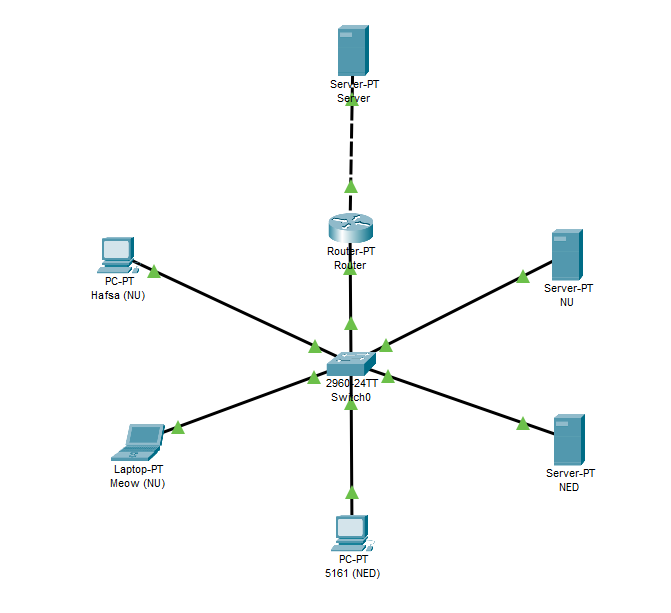 Server-PT
Server
Router-PT
Router
PC-PT
Hafsa (NU)
Server-PT
NU
2960-24TT
Switch0
Laptop-PT
Meow (NU)
Server-PT
NED
PC-PT
5161 (NED)